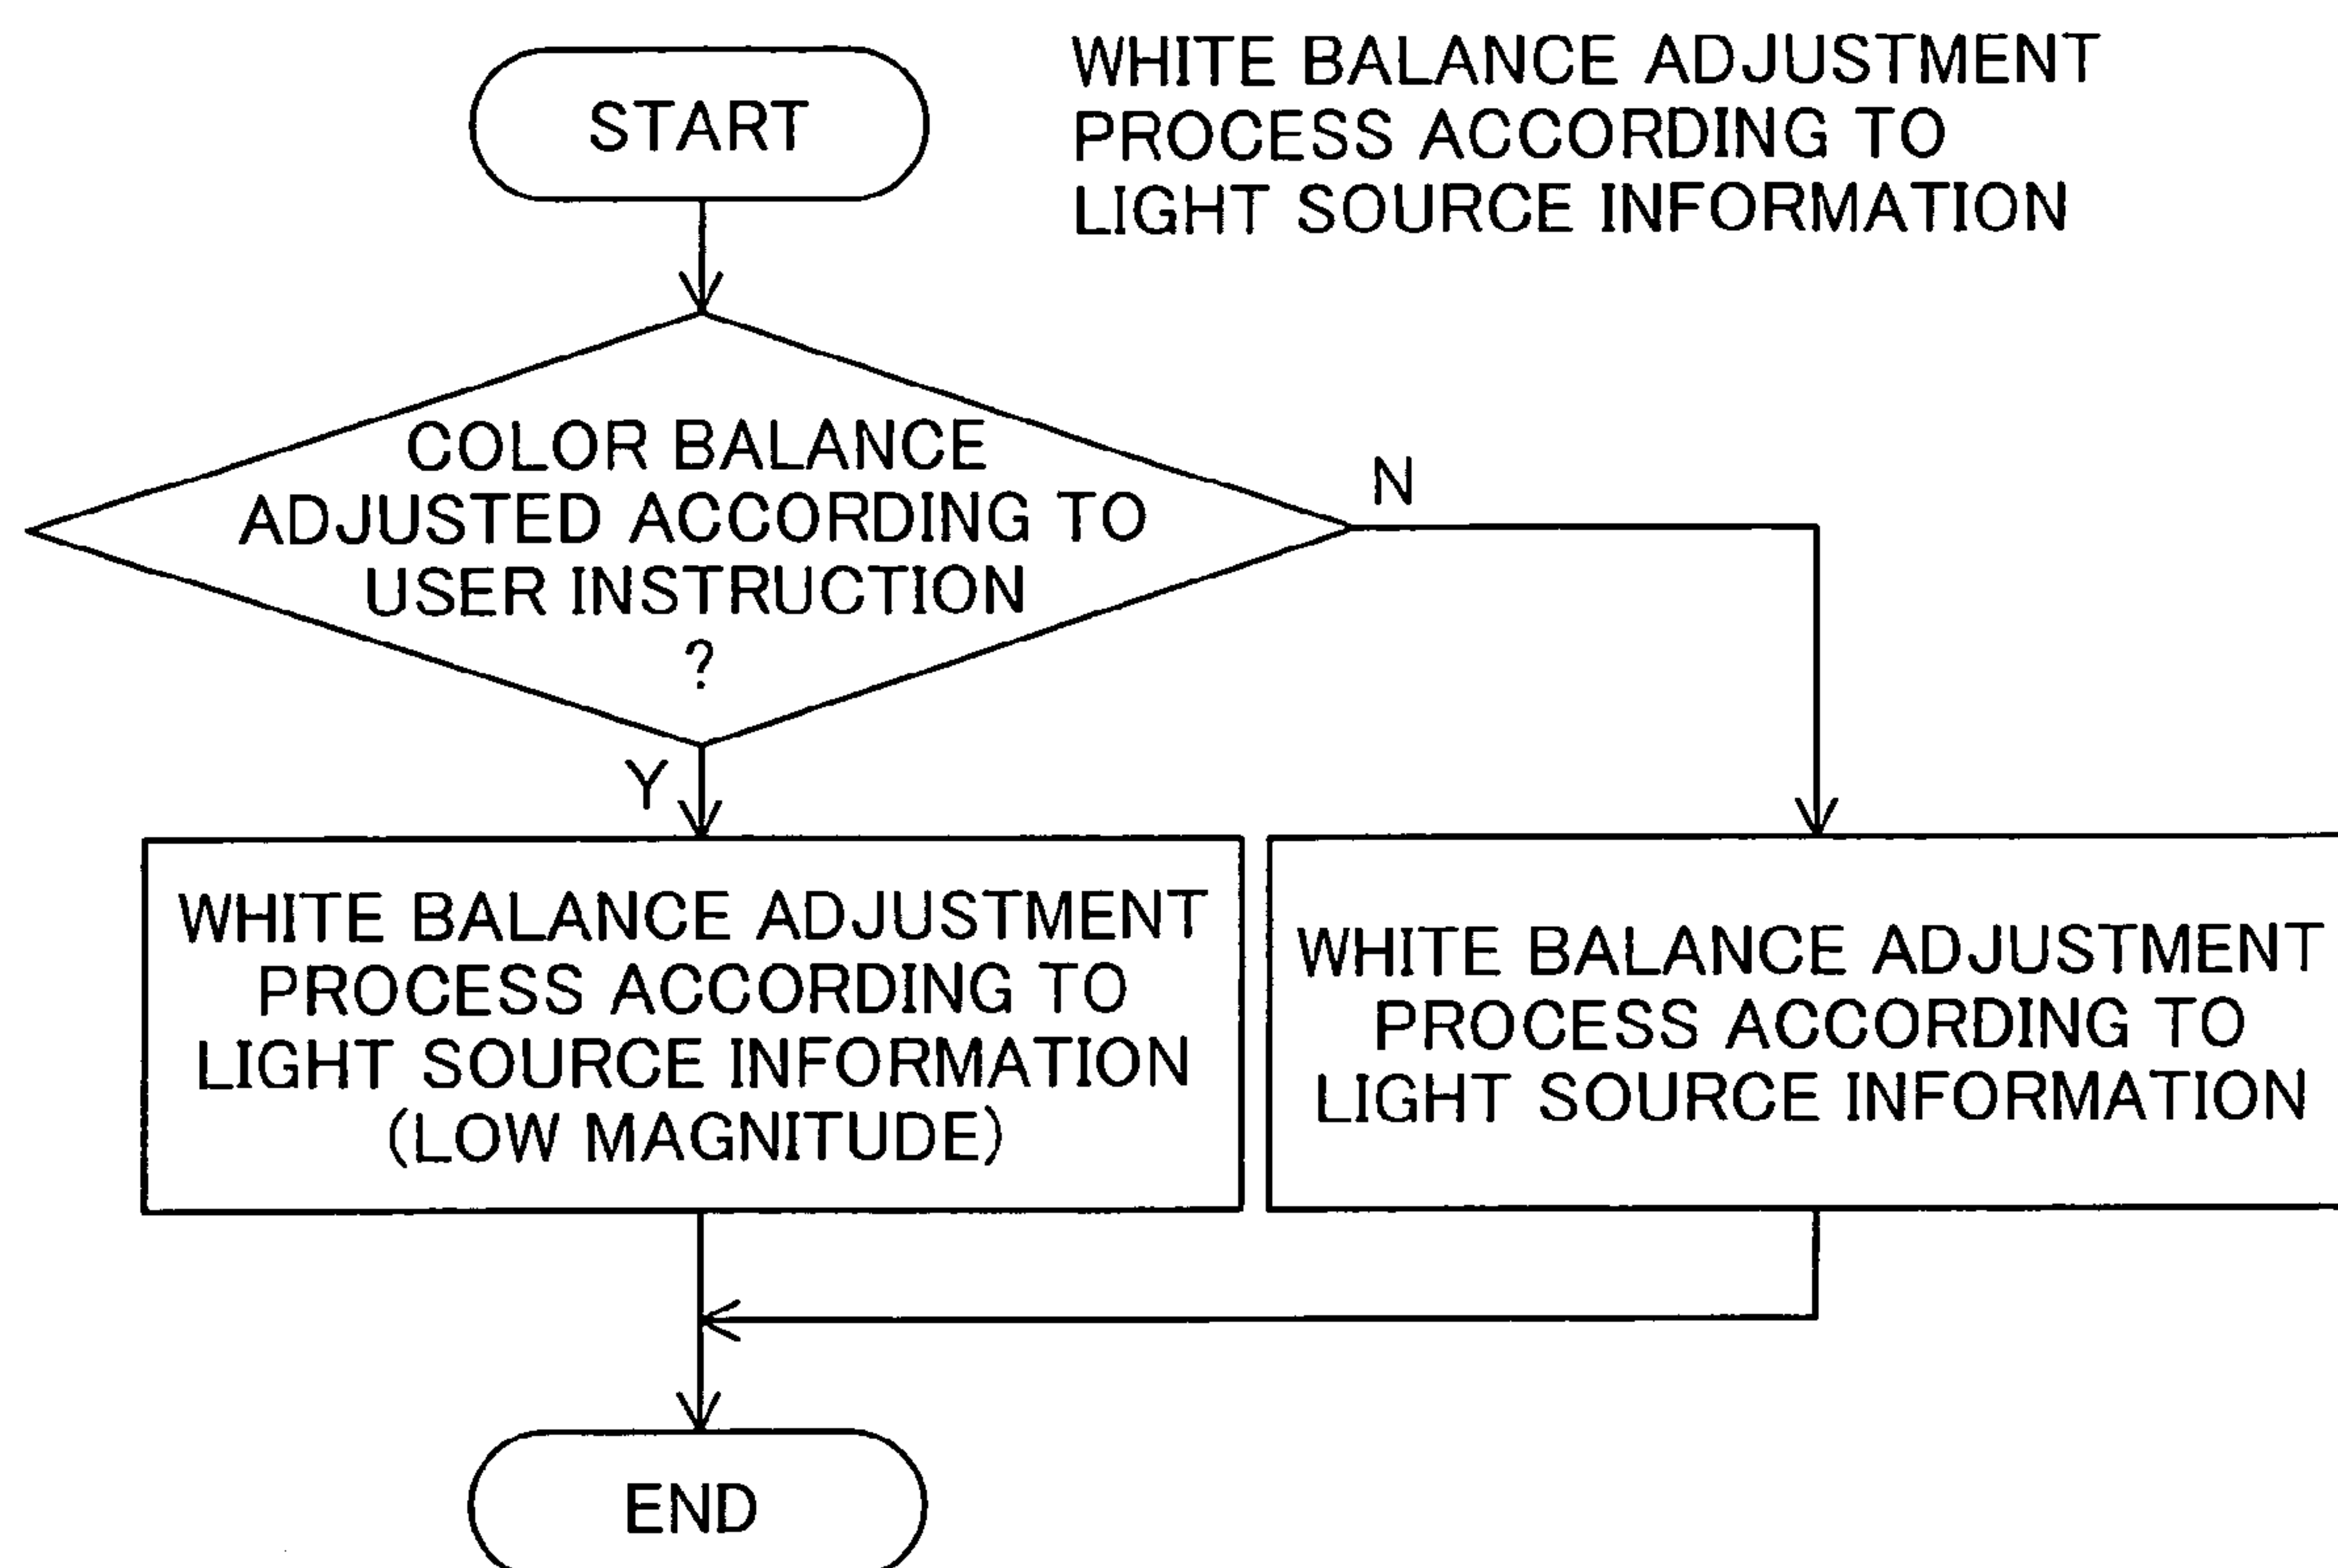 START
WHITE BALANCE ADJUSTMENT
PROCESS ACCORDING TO
LIGHT SOURCE INFORMATION
COLOR BALANCE
ADJUSTED ACCORDING TO
USER INSTRUCTION
?
N
Y
WHITE BALANCE ADJUSTMENT
PROCESS ACCORDING TO
LIGHT SOURCE INFORMATION
(LOW MAGNITUDE)
WHITE BALANCE ADJUSTMENT
PROCESS ACCORDING TO
LIGHT SOURCE INFORMATION
END